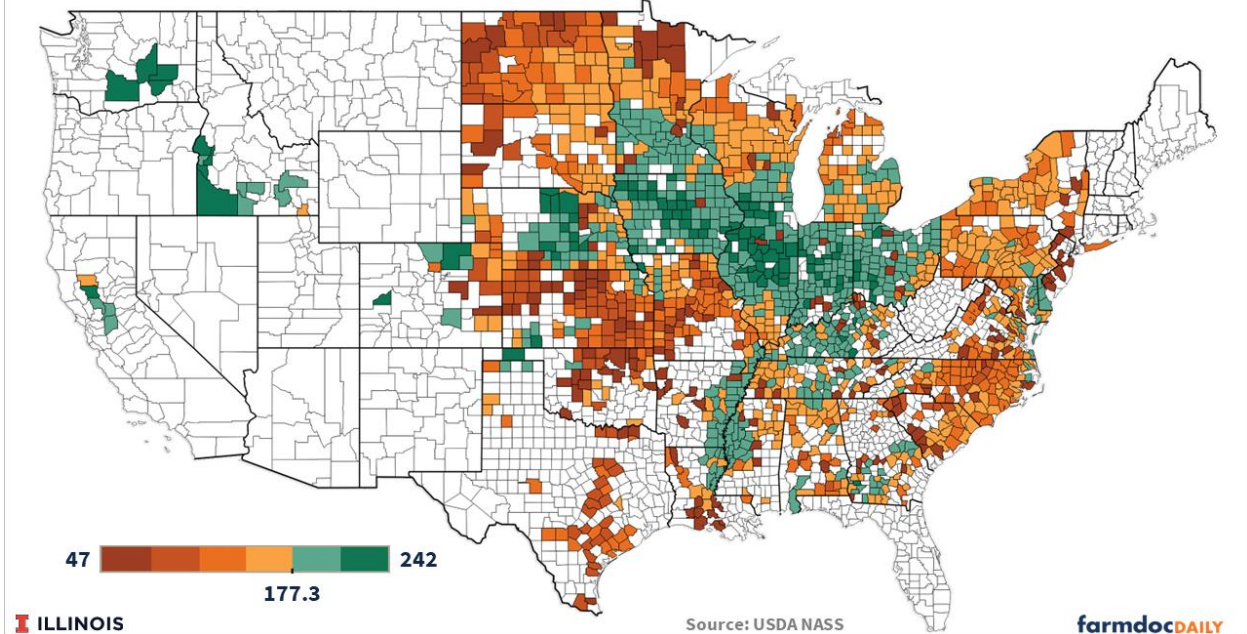 47
242
177.3
I ILLINOIS
Source: USDA NASS
farmdocDAILY